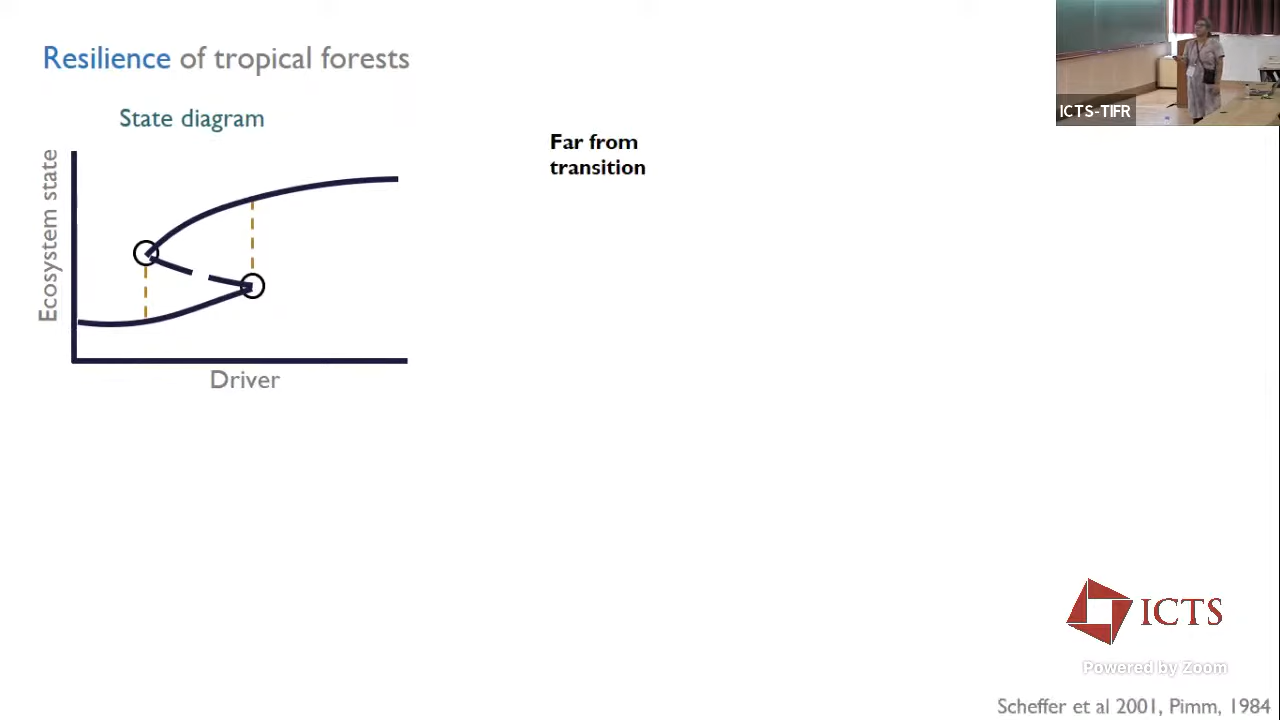 Resilience of tropical forests
State diagram
Ecosystem state
Driver
Far from
transition
ICTS-TIFR
ICTS
Powered by Zoom
Scheffer et al 2001, Pimm, 1984